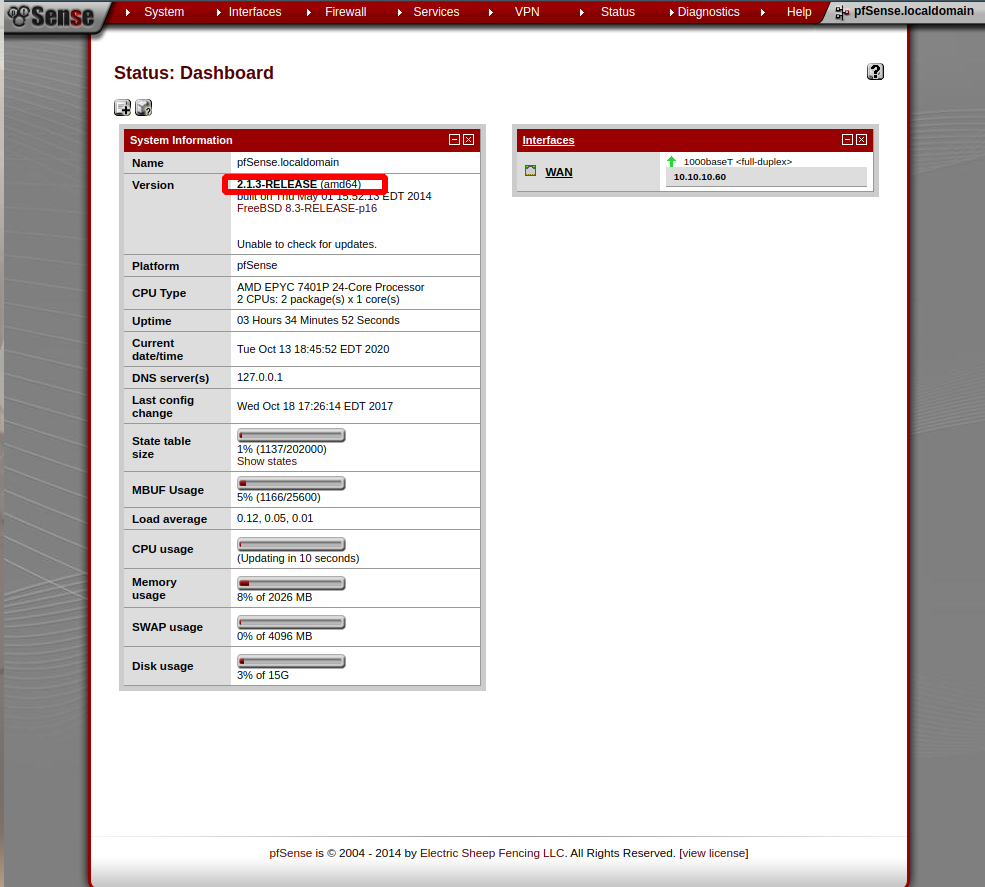 Sense
System
Interfaces
Firewall
Services
VPN
Status
Diagnostics
Help
pfSense.localdomain
Status: Dashboard
System Information
Name
pfSense.localdomain
Version
2.1.3-RELEASE (amd64)
built on Thu May 01 15:52:13 EDT 2014
FreeBSD 8.3-RELEASE-p16
Unable to check for updates.
Platform
pfSense
CPU Type
AMD EPYC 7401P 24-Core Processor
2 CPUs: 2 package(s) x 1 core(s)
Uptime
03 Hours 34 Minutes 52 Seconds
Current
date/time
Tue Oct 13 18:45:52 EDT 2020
DNS server(s)
127.0.0.1
Last config
change
Wed Oct 18 17:26:14 EDT 2017
State table
size
1% (1137/202000)
Show states
MBUF Usage
5% (1166/25600)
Load average
0.12, 0.05, 0.01
CPU usage
(Updating in 10 seconds)
Memory
usage
8% of 2026 MB
SWAP usage
0% of 4096 MB
Disk usage
3% of 15G
Interfaces
WAN
1000baseT <full-duplex>
10.10.10.60
pfSense is © 2004 - 2014 by Electric Sheep Fencing LLC. All Rights Reserved. [view license]